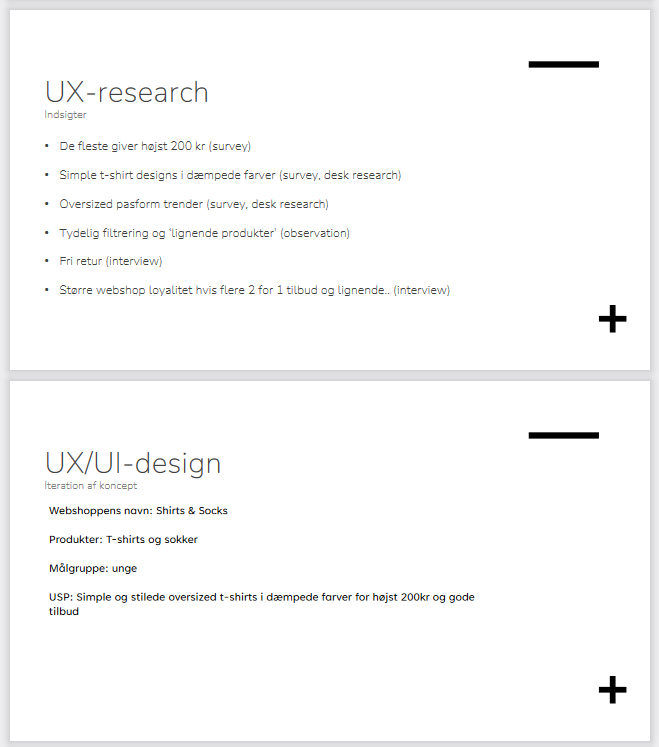 UX-research
Indsigter
• De fleste giver højst 200 kr (survey)
• Simple t-shirt designs i dæmpede farver (survey, desk research)
• Oversized pasform trender (survey, desk research)
• Tydelig filtrering og 'lignende produkter' (observation)
• Fri retur (interview)
• Større webshop loyalitet hvis flere 2 for 1 tilbud og lignende.. (interview)
UX/UI-design
Iteration af koncept
Webshoppens navn: Shirts & Socks
Produkter: T-shirts og sokker
Målgruppe: unge
USP: Simple og stilede oversized t-shirts i dæmpede farver for højst 200kr og gode
tilbud